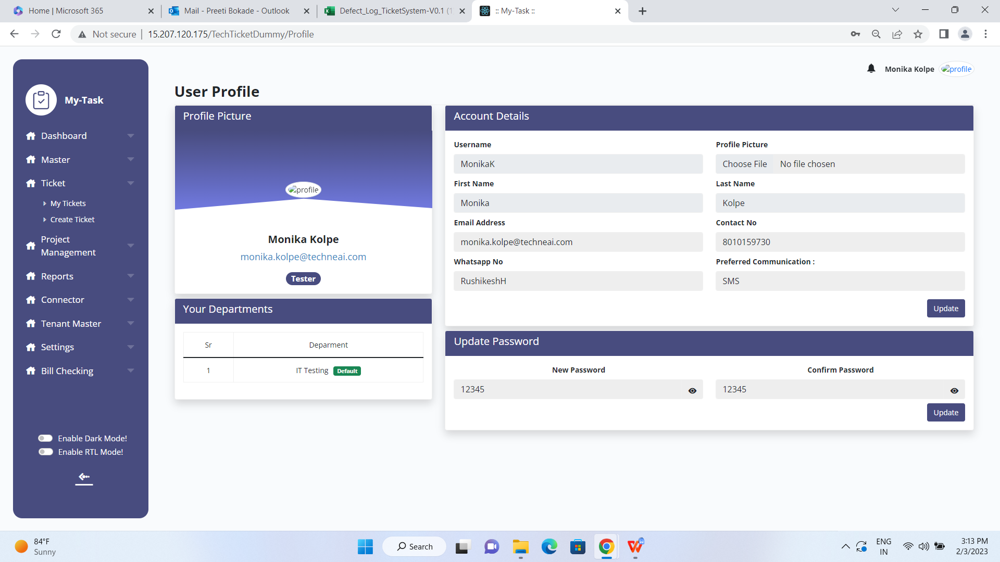 Home | Microsoft 365
Mail - Preeti Bokade - Outlook
Defect_Log_TicketSystem-V0.1 (1
:: My-Task ::
Not secure
15.207.120.175/TechTicketDummy/Profile
Monika Kolpe
profile
My-Task
Dashboard
Master
Ticket
My Tickets
Create Ticket
Project
Management
Reports
Connector
Tenant Master
Settings
Bill Checking
Enable Dark Mode!
Enable RTL Mode!
User Profile
Profile Picture
profile
Monika Kolpe
monika.kolpe@techneai.com
Tester
Your Departments
Sr Deparment
1 IT Testing Default
Account Details
Username Profile Picture
MonikaK Choose File No file chosen
First Name Last Name
Monika Kolpe
Email Address Contact No
monika.kolpe@techneai.com 8010159730
Whatsapp No Preferred Communication :
RushikeshH SMS
Update
Update Password
New Password Confirm Password
12345 12345
Update
84°F
Sunny
Search
ENG
IN
3:13 PM
2/3/2023